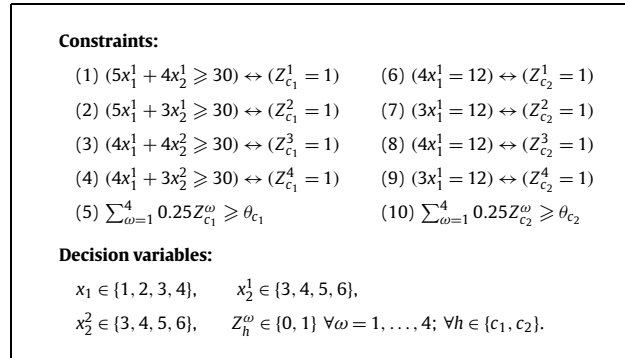 Constraints:
(1) (5x_1^1 + 4x_2^1 ⩾ 30) ↔ (Z_{c_1}^1 = 1) (6) (4x_1^1 = 12) ↔ (Z_{c_2}^1 = 1)
(2) (5x_1^1 + 3x_2^1 ⩾ 30) ↔ (Z_{c_1}^2 = 1) (7) (3x_1^1 = 12) ↔ (Z_{c_2}^2 = 1)
(3) (4x_1^1 + 4x_2^2 ⩾ 30) ↔ (Z_{c_1}^3 = 1) (8) (4x_1^1 = 12) ↔ (Z_{c_2}^3 = 1)
(4) (4x_1^1 + 3x_2^2 ⩾ 30) ↔ (Z_{c_1}^4 = 1) (9) (3x_1^1 = 12) ↔ (Z_{c_2}^4 = 1)
(5) ∑_{ω=1}^4 0.25Z_{c_1}^ω ⩾ θ_{c_1} (10) ∑_{ω=1}^4 0.25Z_{c_2}^ω ⩾ θ_{c_2}
Decision variables:
x_1 ∈ {1, 2, 3, 4}, x_2^1 ∈ {3, 4, 5, 6},
x_2^2 ∈ {3, 4, 5, 6}, Z_h^ω ∈ {0, 1} ∀ω = 1, . . . , 4; ∀h ∈ {c_1, c_2}.